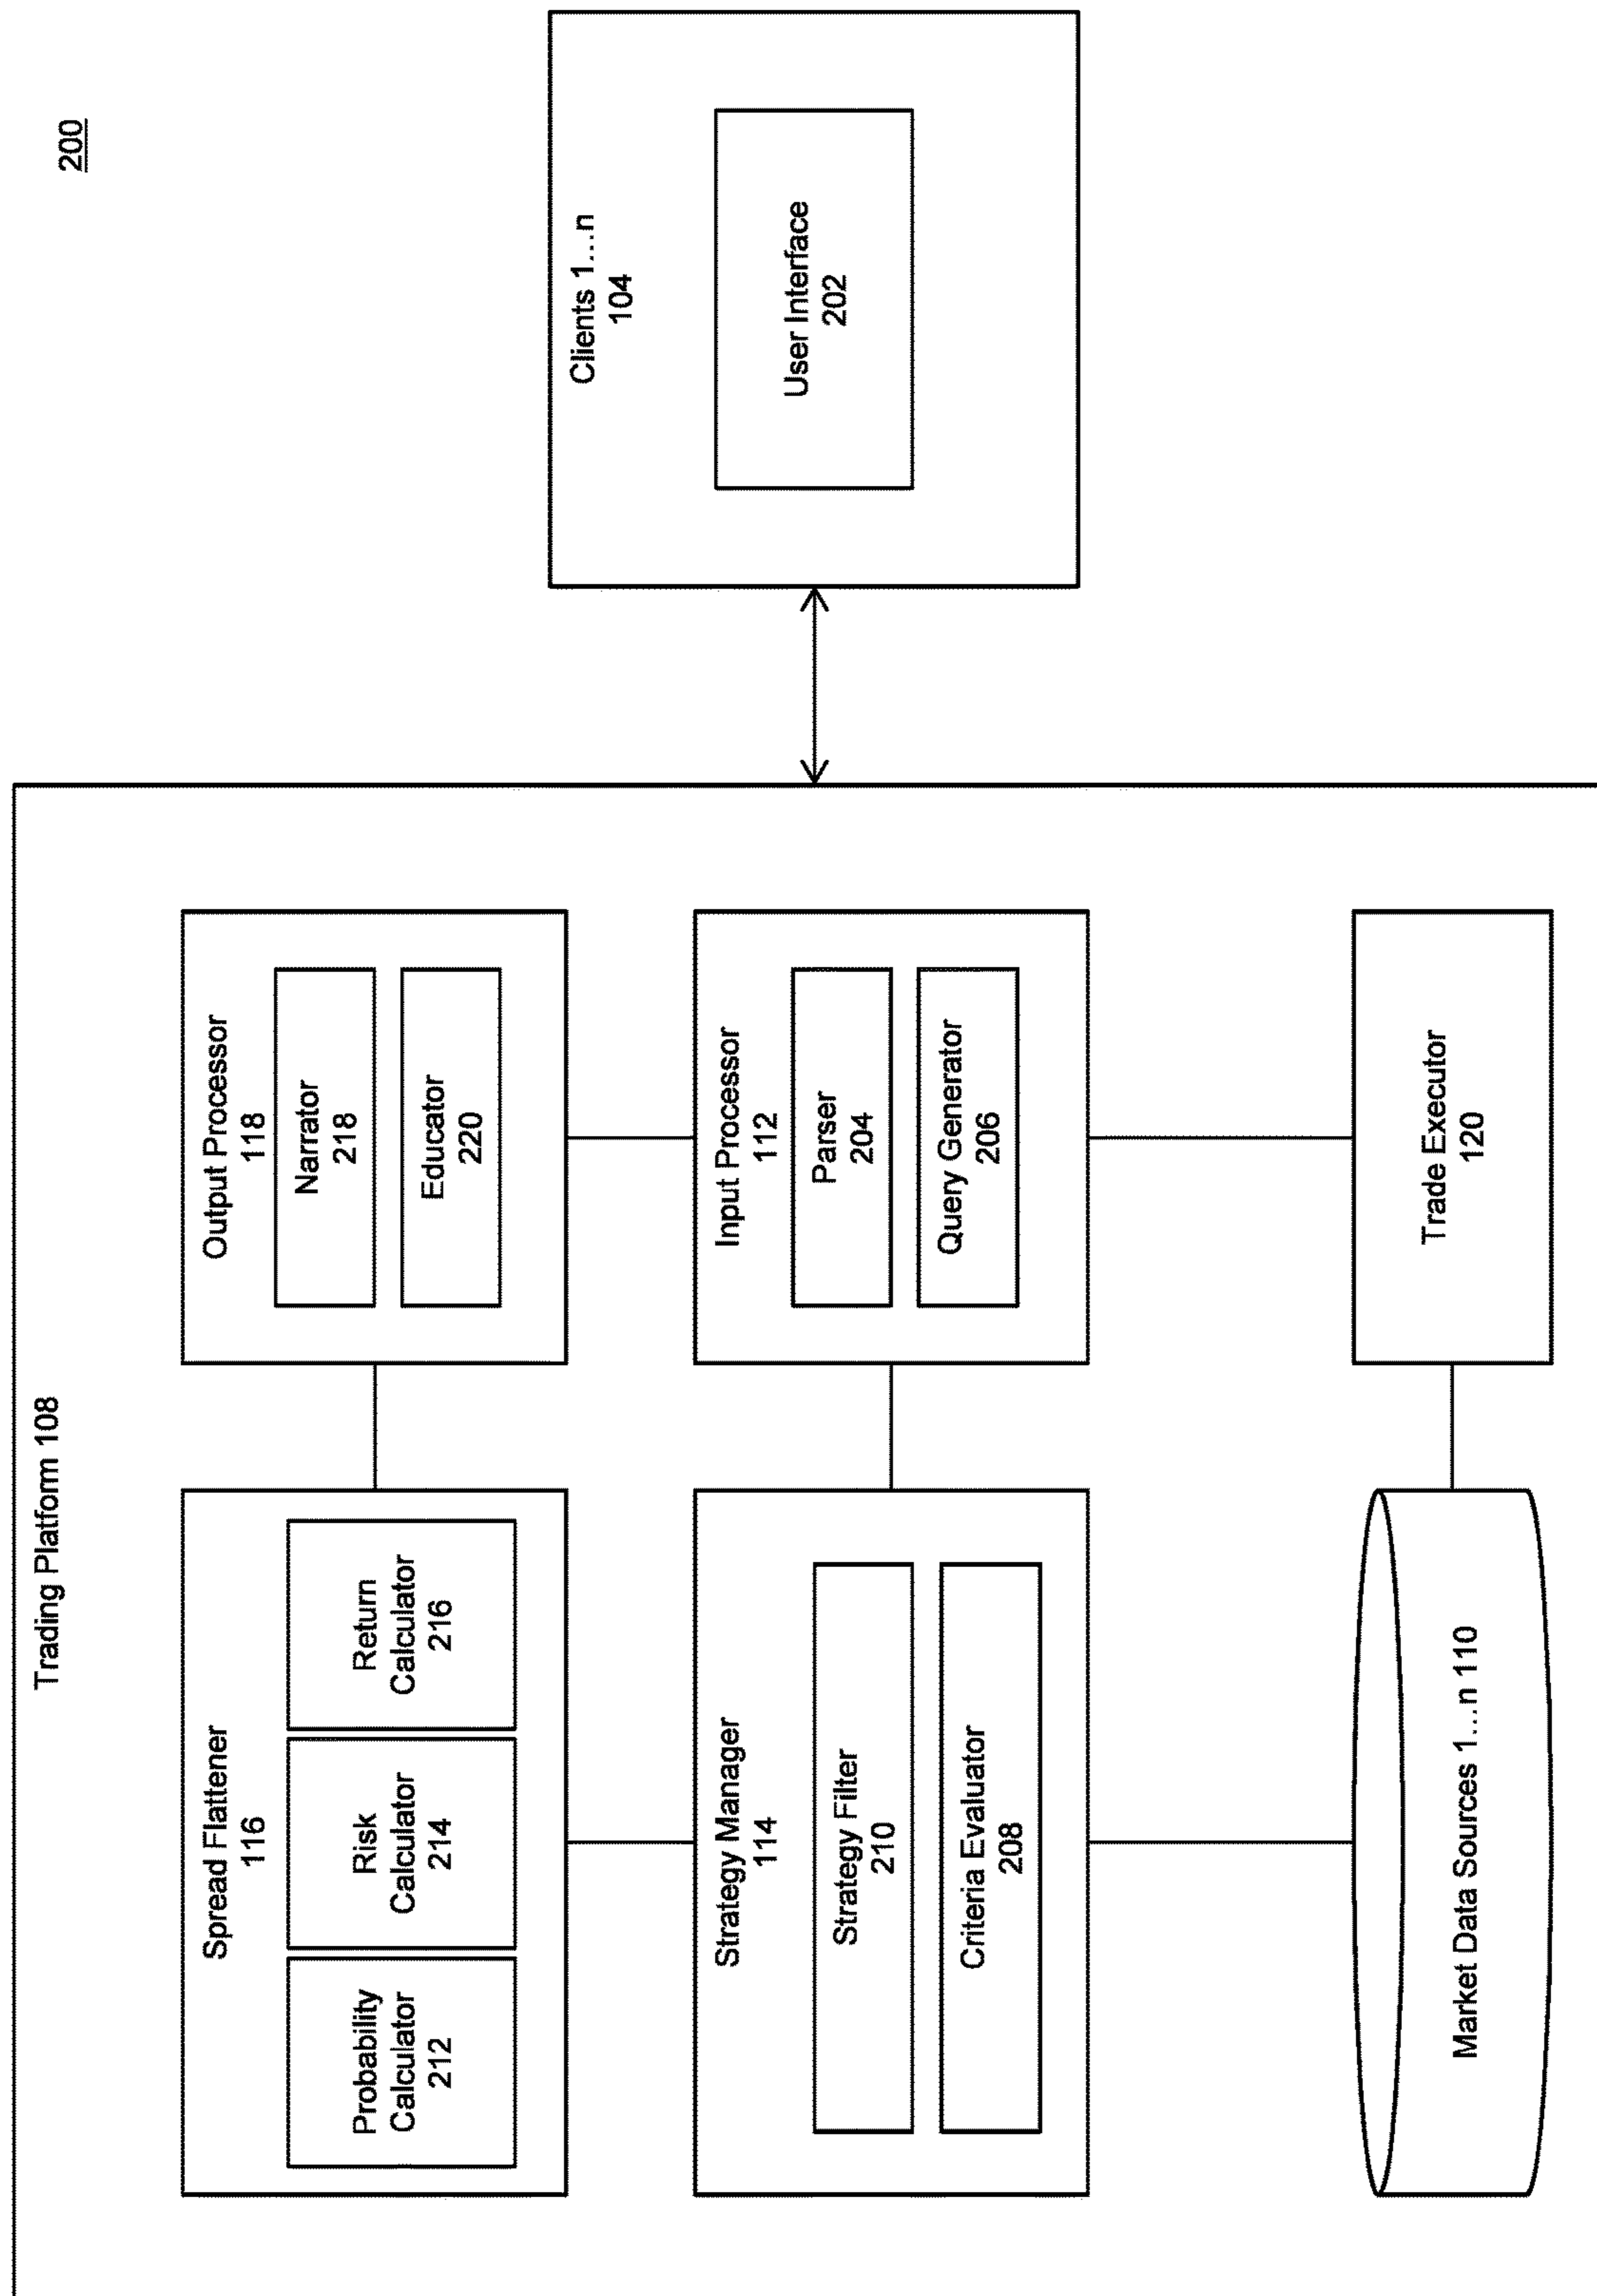 200
Trading Platform 108
Spread Flattener
116
Probability
Calculator
212
Risk
Calculator
214
Return
Calculator
216
Output Processor
118
Narrator
218
Educator
220
Strategy Manager
114
Strategy Filter
210
Criteria Evaluator
208
Input Processor
112
Parser
204
Query Generator
206
Market Data Sources 1...n 110
Trade Executor
120
Clients 1...n
104
User Interface
202